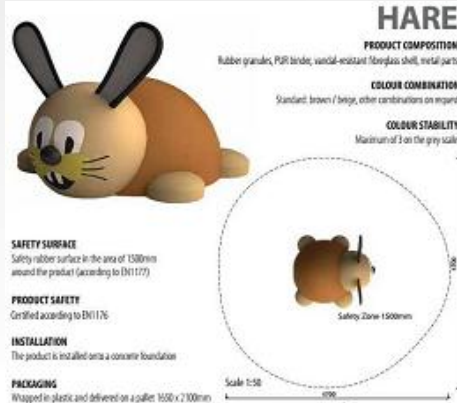 HARE
PRODUCT COMPOSITION
Rubber granules, PUR binder, vandal-resistant fibreglass shell, metal parts
COLOUR COMBINATION
Standard: brown / beige, other combinations on request
COLOUR STABILITY
Maximum of 3 on the grey scale
SAFETY SURFACE
Safety rubber surface in the area of 1500mm
around the product (according to EN1177)
PRODUCT SAFETY
Certified according to EN1176
INSTALLATION
The product is installed onto a concrete foundation
PACKAGING
Wrapped in plastic and delivered on a pallet 1650 x 2100mm
Safety Zone 1500mm
Scale 1:50